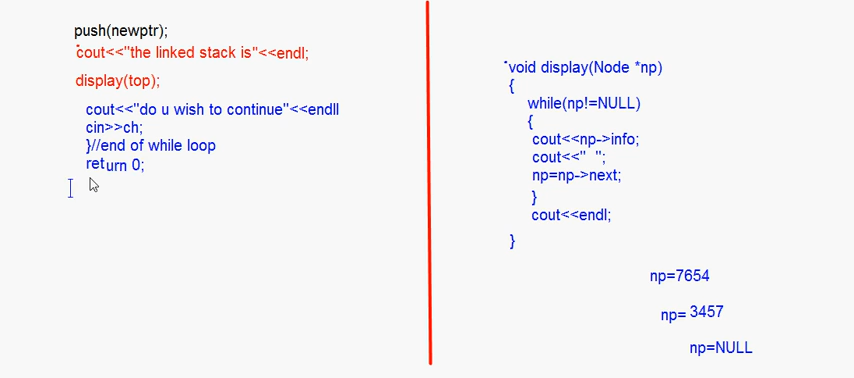 push(newptr);
cout<<"the linked stack is"<<endl;
display(top);
cout<<"do u wish to continue"<<endll
cin>>ch;
}//end of while loop
return 0;
void display(Node *np)
{
while(np!=NULL)
{
cout<<np->info;
cout<<"  ";
np=np->next;
}
cout<<endl;
}
np=7654
np= 3457
np=NULL